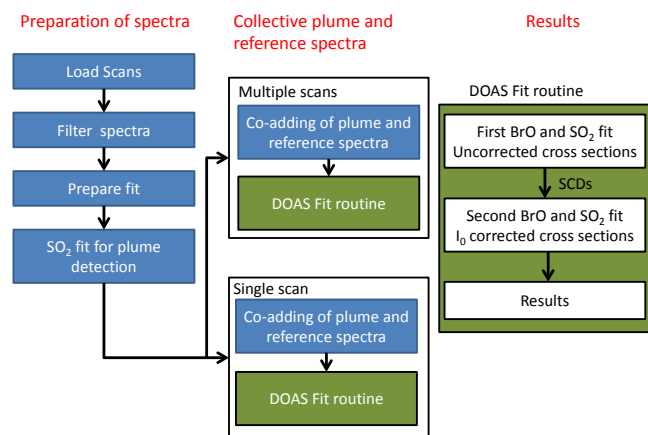 Preparation of spectra
Load Scans
Filter spectra
Prepare fit
SO₂ fit for plume
detection
Collective plume and
reference spectra
Multiple scans
Co-adding of plume and
reference spectra
DOAS Fit routine
Single scan
Co-adding of plume and
reference spectra
DOAS Fit routine
Results
DOAS Fit routine
First BrO and SO₂ fit
Uncorrected cross sections
SCDs
Second BrO and SO₂ fit
I₀ corrected cross sections
Results